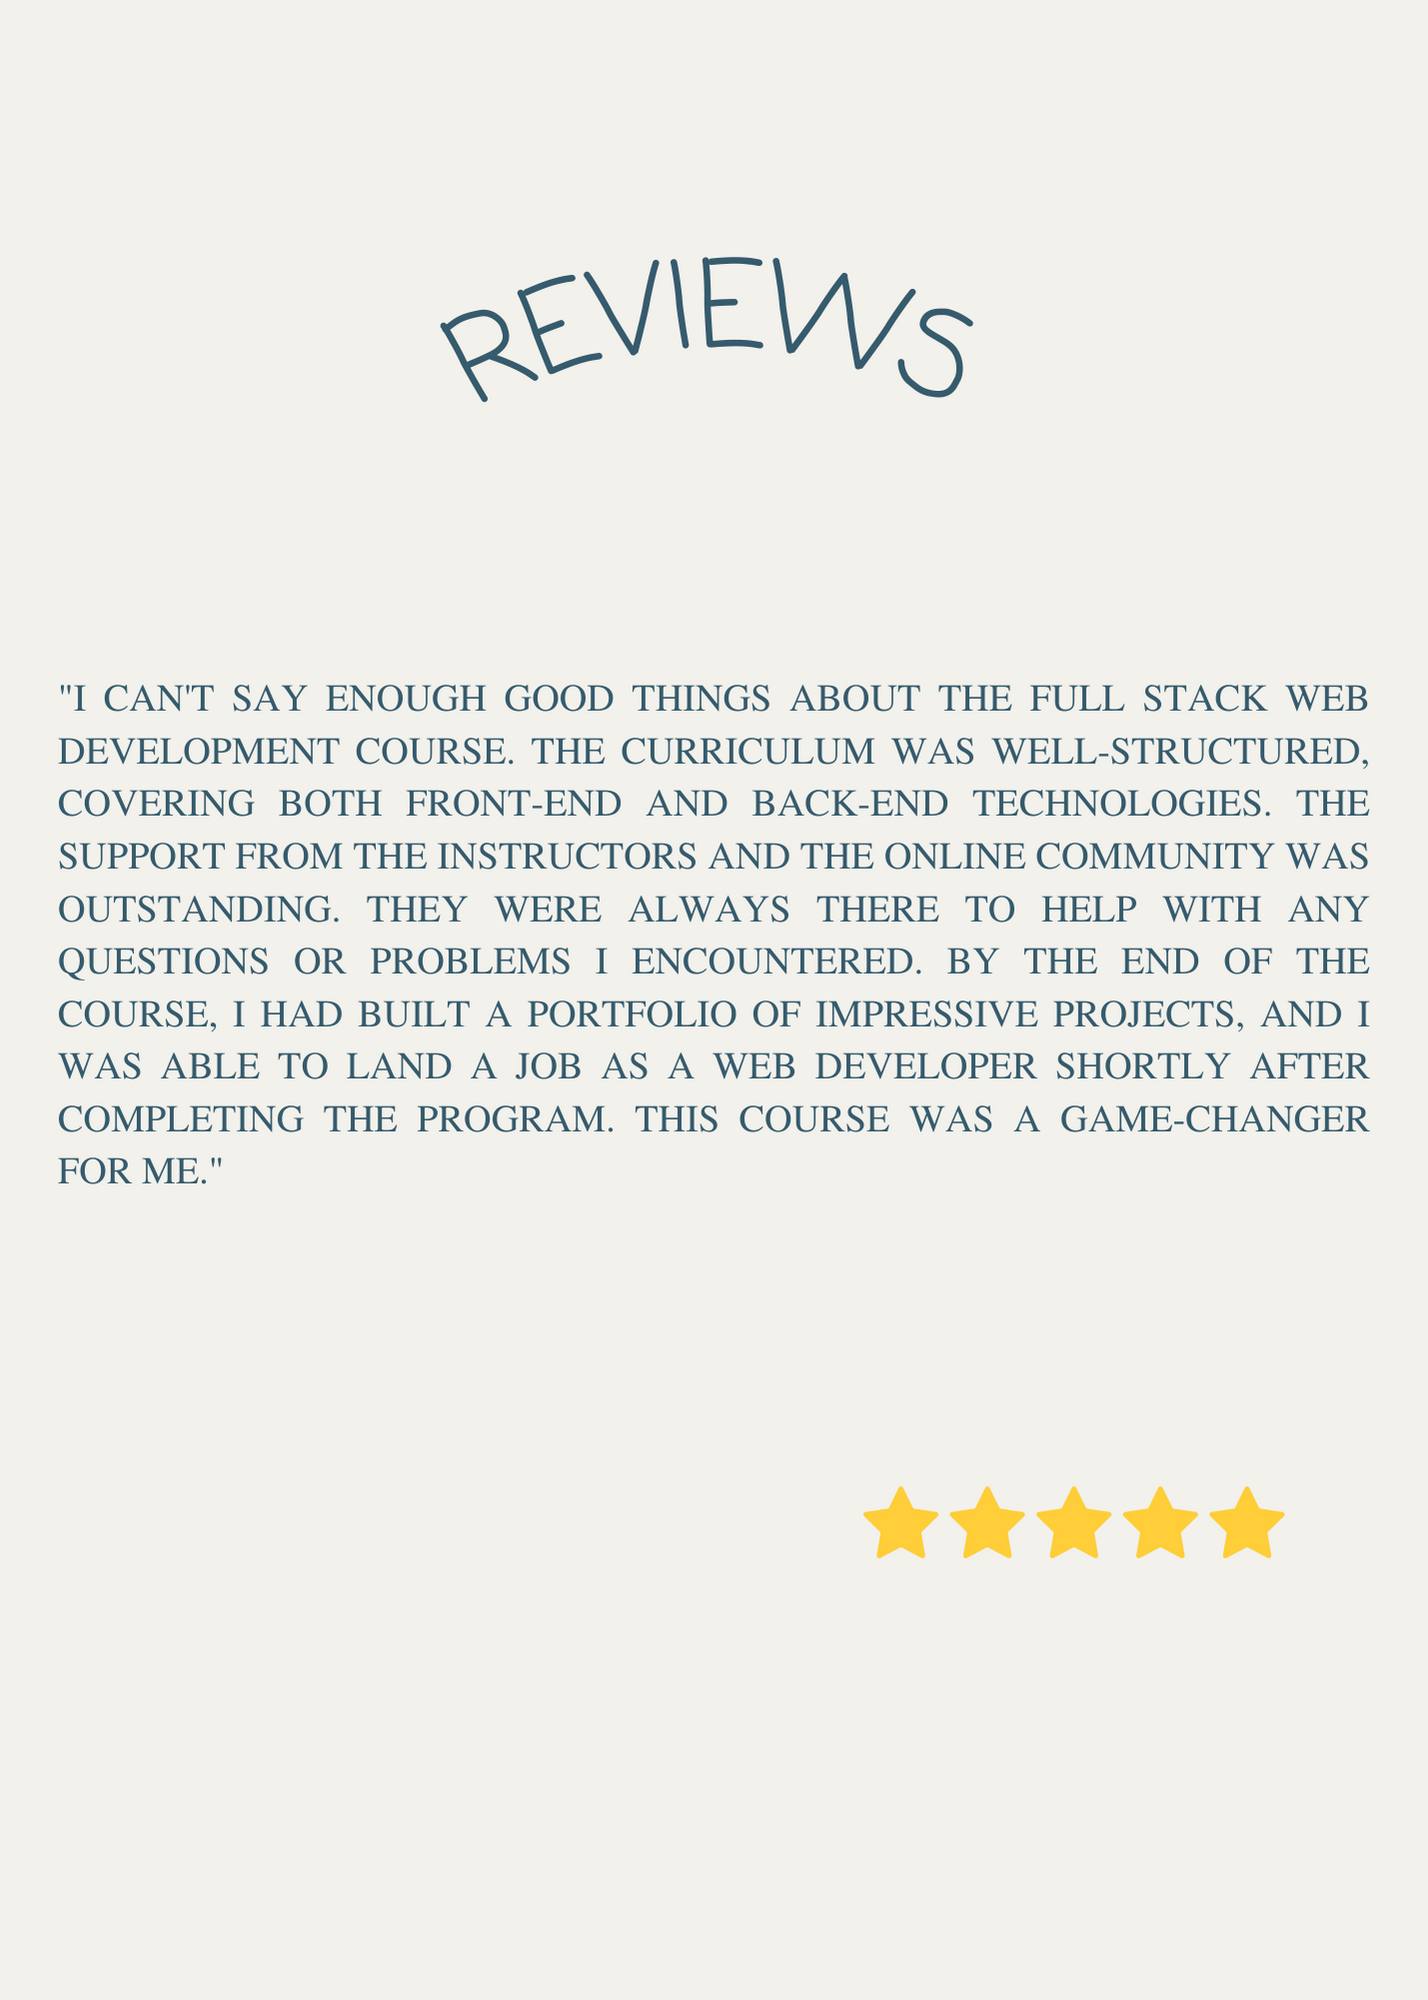 REVIEWS
"I CAN'T SAY ENOUGH GOOD THINGS ABOUT THE FULL STACK WEB
DEVELOPMENT COURSE. THE CURRICULUM WAS WELL-STRUCTURED,
COVERING BOTH FRONT-END AND BACK-END TECHNOLOGIES. THE
SUPPORT FROM THE INSTRUCTORS AND THE ONLINE COMMUNITY WAS
OUTSTANDING. THEY WERE ALWAYS THERE TO HELP WITH ANY
QUESTIONS OR PROBLEMS I ENCOUNTERED. BY THE END OF THE
COURSE, I HAD BUILT A PORTFOLIO OF IMPRESSIVE PROJECTS, AND I
WAS ABLE TO LAND A JOB AS A WEB DEVELOPER SHORTLY AFTER
COMPLETING THE PROGRAM. THIS COURSE WAS A GAME-CHANGER
FOR ME."